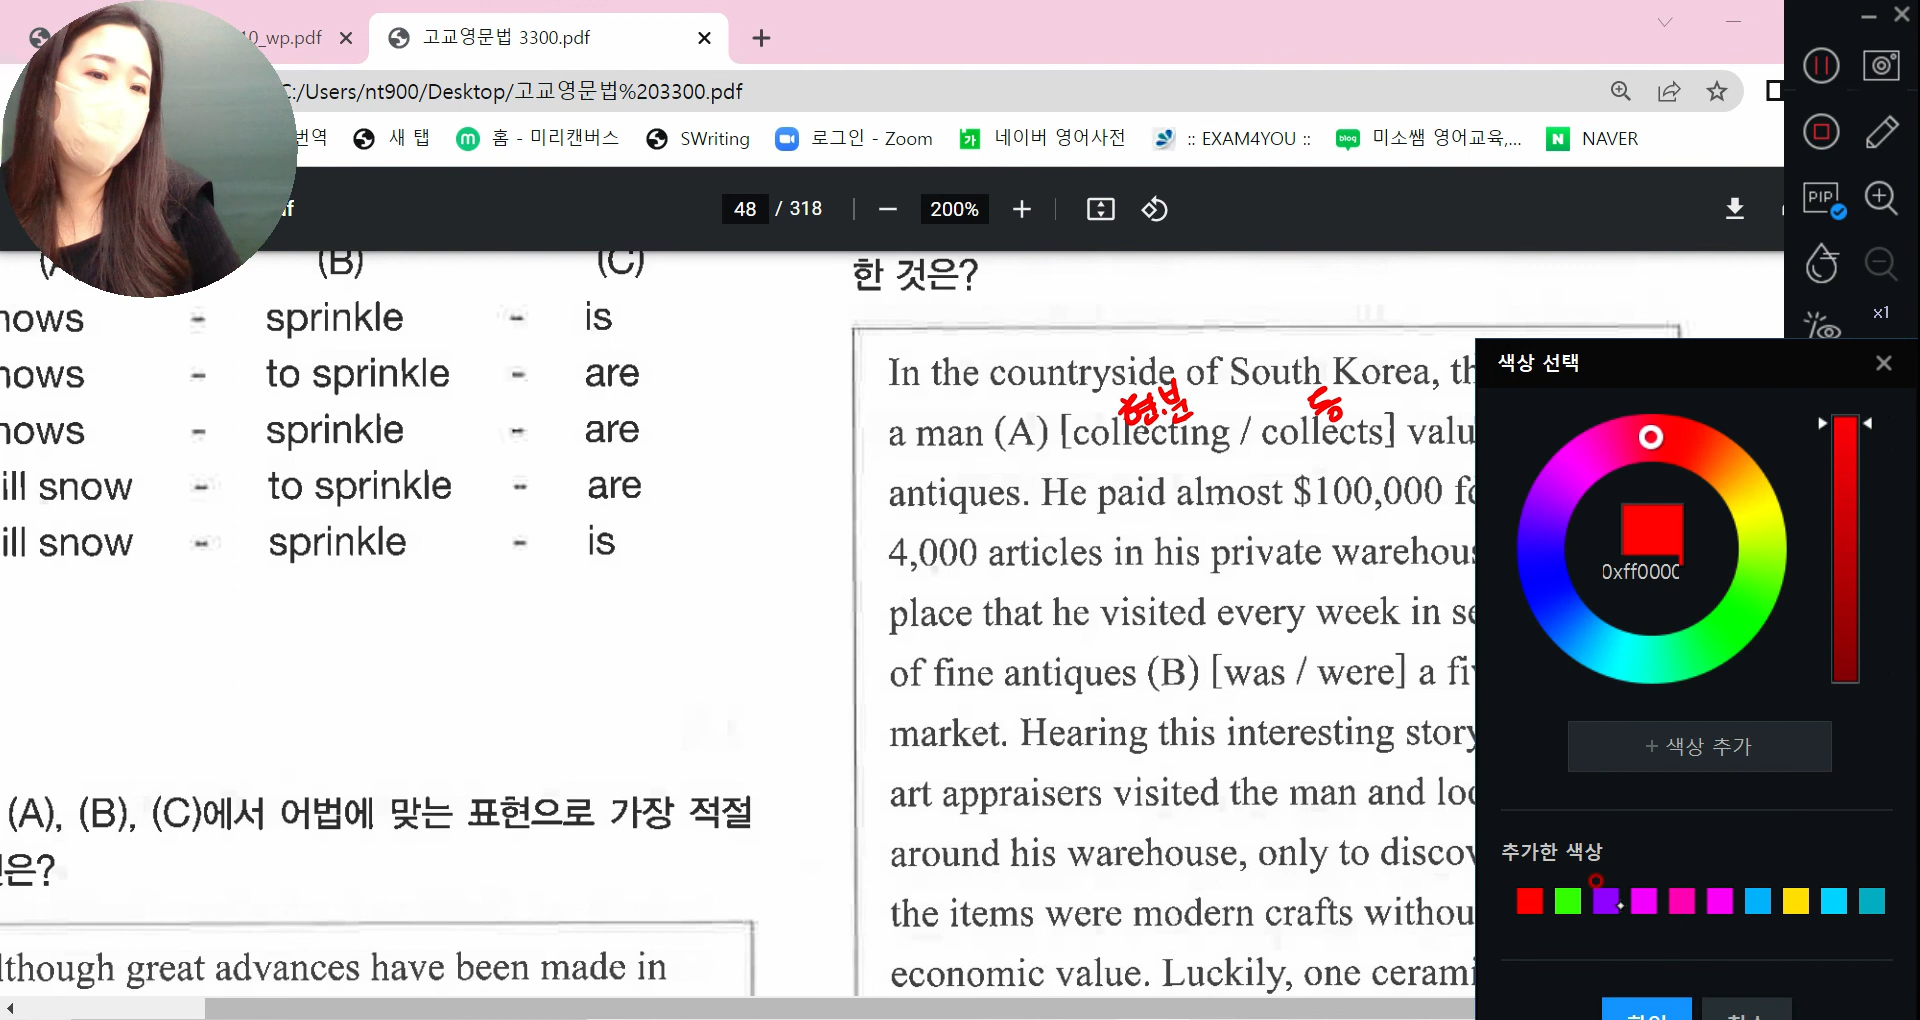 10_wp.pdf
고교영문법 3300.pdf
C:/Users/nt900/Desktop/고교영문법%203300.pdf
번역 새 탭 홈 - 미리캔버스 SWriting 로그인 - Zoom 네이버 영어사전 :: EXAM4YOU :: 미소쌤 영어교육,... NAVER
48 / 318 200%
PIP
x1
(B) (C)
nows - sprinkle - is
nows - to sprinkle - are
nows - sprinkle - are
ill snow - to sprinkle - are
ill snow - sprinkle - is
(A), (B), (C)에서 어법에 맞는 표현으로 가장 적절
은?
lthough great advances have been made in
한 것은?
In the countryside of South Korea, th
현.분 동
a man (A) [collecting / collects] valu
antiques. He paid almost $100,000 fo
4,000 articles in his private warehous
place that he visited every week in se
of fine antiques (B) [was / were] a fi
market. Hearing this interesting story
art appraisers visited the man and loo
around his warehouse, only to discov
the items were modern crafts withou
economic value. Luckily, one cerami
색상 선택
0xff0000
+ 색상 추가
추가한 색상
확인 취소